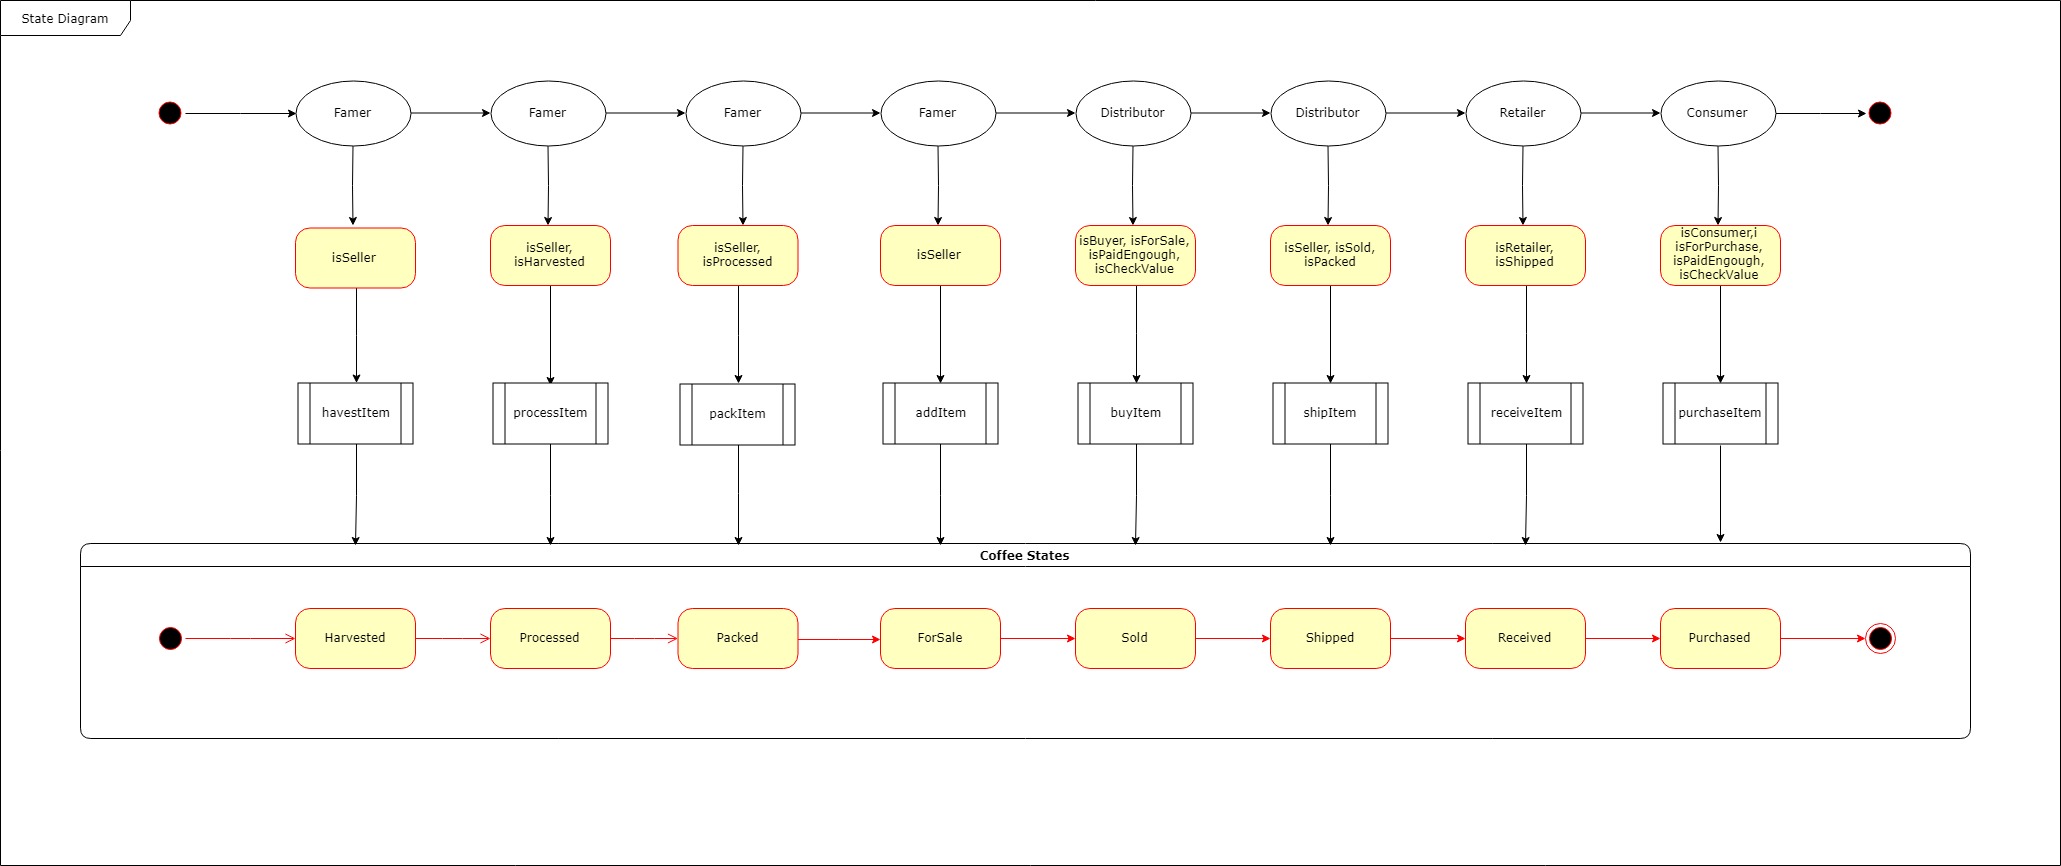 State Diagram
Famer
Famer
Famer
Famer
Distributor
Distributor
Retailer
Consumer
isSeller
isSeller,
isHarvested
isSeller,
isProcessed
isSeller
isBuyer, isForSale,
isPaidEngough,
isCheckValue
isSeller, isSold,
isPacked
isRetailer,
isShipped
isConsumer,i
isForPurchase,
isPaidEngough,
isCheckValue
havestItem
processItem
packItem
addItem
buyItem
shipItem
receiveItem
purchaseItem
Coffee States
Harvested
Processed
Packed
ForSale
Sold
Shipped
Received
Purchased